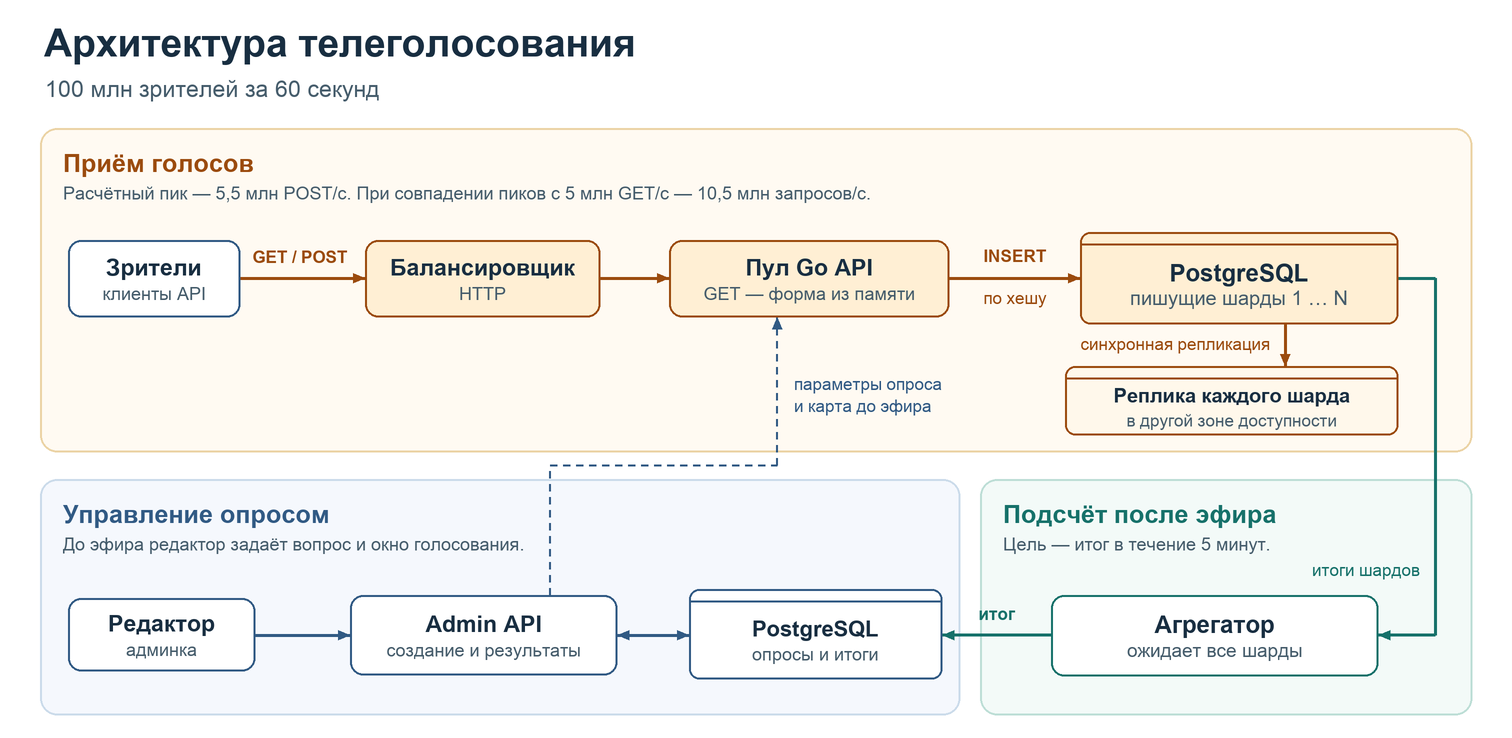 Архитектура телеголосования
100 млн зрителей за 60 секунд
Приём голосов
Расчётный пик — 5,5 млн POST/с. При совпадении пиков с 5 млн GET/с — 10,5 млн запросов/с.
Зрители
клиенты API
GET / POST
Балансировщик
HTTP
Пул Go API
GET — форма из памяти
INSERT
по хешу
PostgreSQL
пишущие шарды 1 … N
синхронная репликация
Реплика каждого шарда
в другой зоне доступности
параметры опроса
и карта до эфира
Управление опросом
До эфира редактор задаёт вопрос и окно голосования.
Редактор
админка
Admin API
создание и результаты
PostgreSQL
опросы и итоги
Подсчёт после эфира
Цель — итог в течение 5 минут.
итоги шардов
итог
Агрегатор
ожидает все шарды